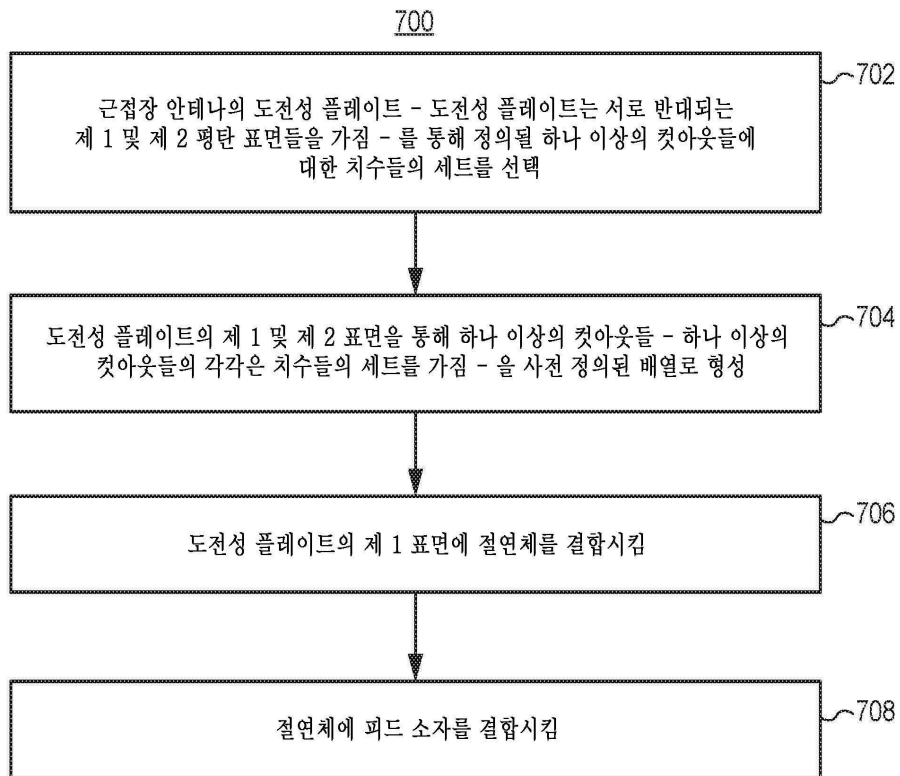 700
702
근접장 안테나의 도전성 플레이트 - 도전성 플레이트는 서로 반대되는
제 1 및 제 2 평탄 표면들을 가짐 - 를 통해 정의될 하나 이상의 컷아웃들에
대한 치수들의 세트를 선택
704
도전성 플레이트의 제 1 및 제 2 표면을 통해 하나 이상의 컷아웃들 - 하나 이상의
컷아웃들의 각각은 치수들의 세트를 가짐 - 을 사전 정의된 배열로 형성
706
도전성 플레이트의 제 1 표면에 절연체를 결합시킴
708
절연체에 피드 소자를 결합시킴